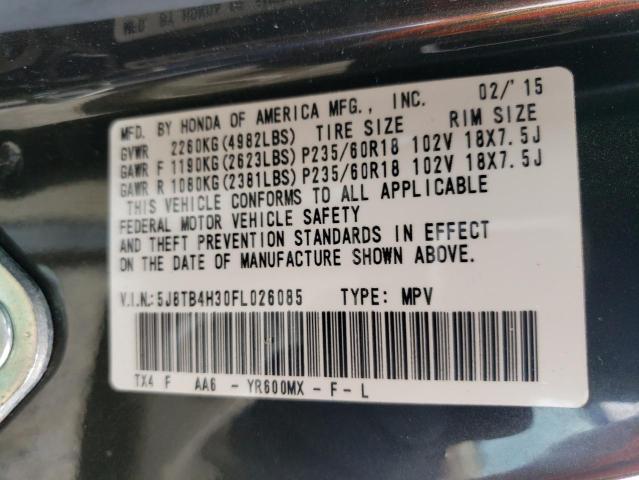 MFD. BY HONDA OF AMERICA MFG., INC. 02/'15
GVWR 2260KG(4982LBS) TIRE SIZE RIM SIZE
GAWR F 1190KG(2623LBS)P235/60R18 102V 18X7.5J
GAWR R 1080KG(2381LBS)P235/60R18 102V 18X7.5J
THIS VEHICLE CONFORMS TO ALL APPLICABLE
FEDERAL MOTOR VEHICLE SAFETY
AND THEFT PREVENTION STANDARDS IN EFFECT
ON THE DATE OF MANUFACTURE SHOWN ABOVE.
V.I.N.:5J8TB4H30FL026085 TYPE: MPV
TX4 F AA6 - YR600MX - F - L